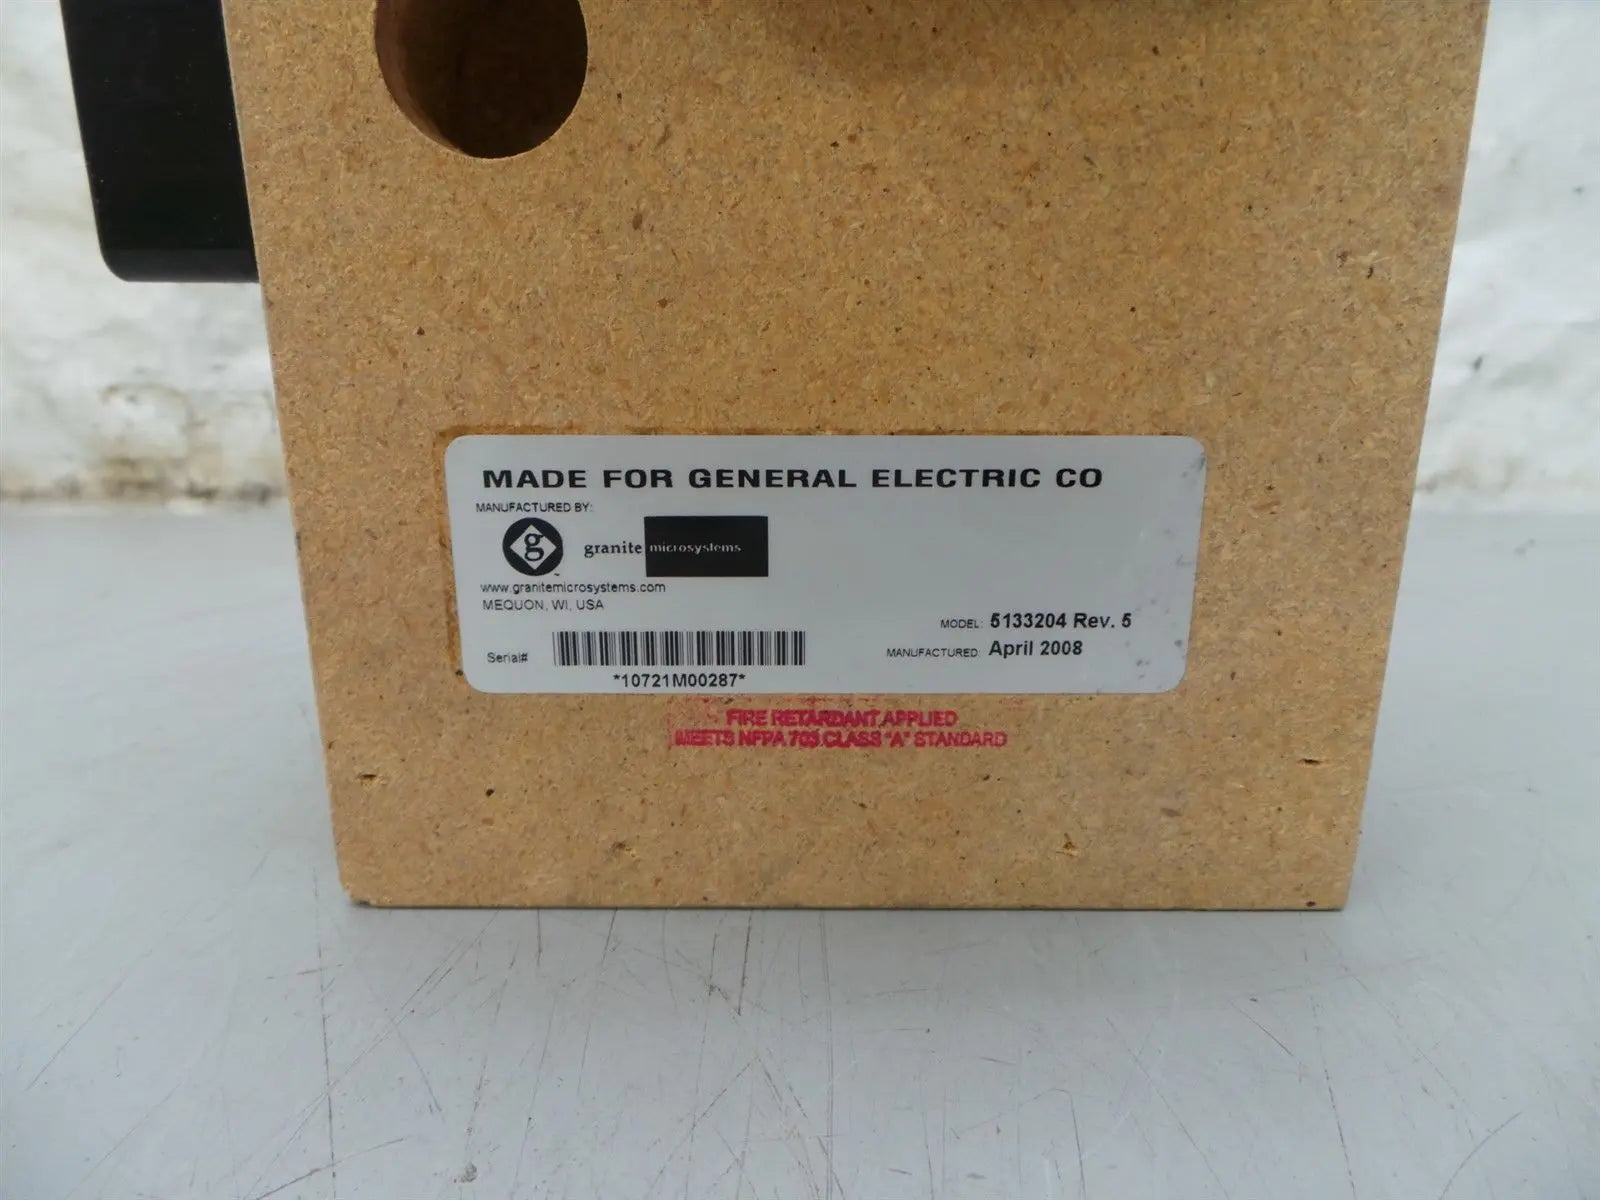 MADE FOR GENERAL ELECTRIC CO
MANUFACTURED BY:
g granite microsystems
www.granitemicrosystems.com
MEQUON, WI, USA
MODEL: 5133204 Rev. 5
MANUFACTURED: April 2008
Serial#
*10721M00287*
FIRE RETARDANT APPLIED
MEETS NFPA 703 CLASS "A" STANDARD